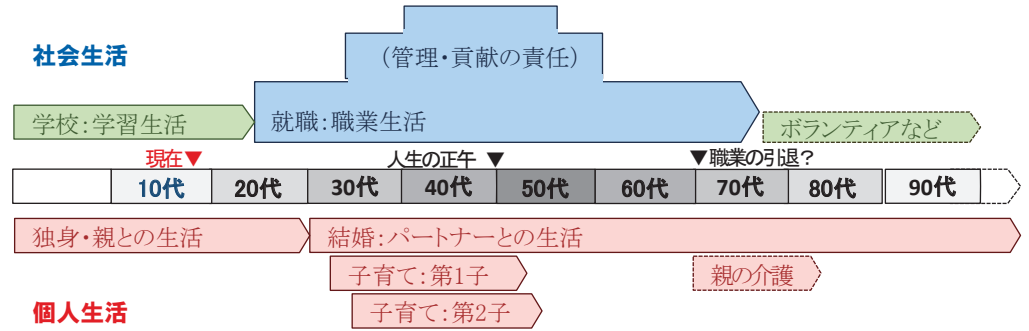 社会生活
(管理・貢献の責任)
学校:学習生活
就職:職業生活
ボランティアなど
現在▼
人生の正午 ▼
▼職業の引退?
10代 20代 30代 40代 50代 60代 70代 80代 90代
独身・親との生活
結婚:パートナーとの生活
子育て:第1子
親の介護
子育て:第2子
個人生活